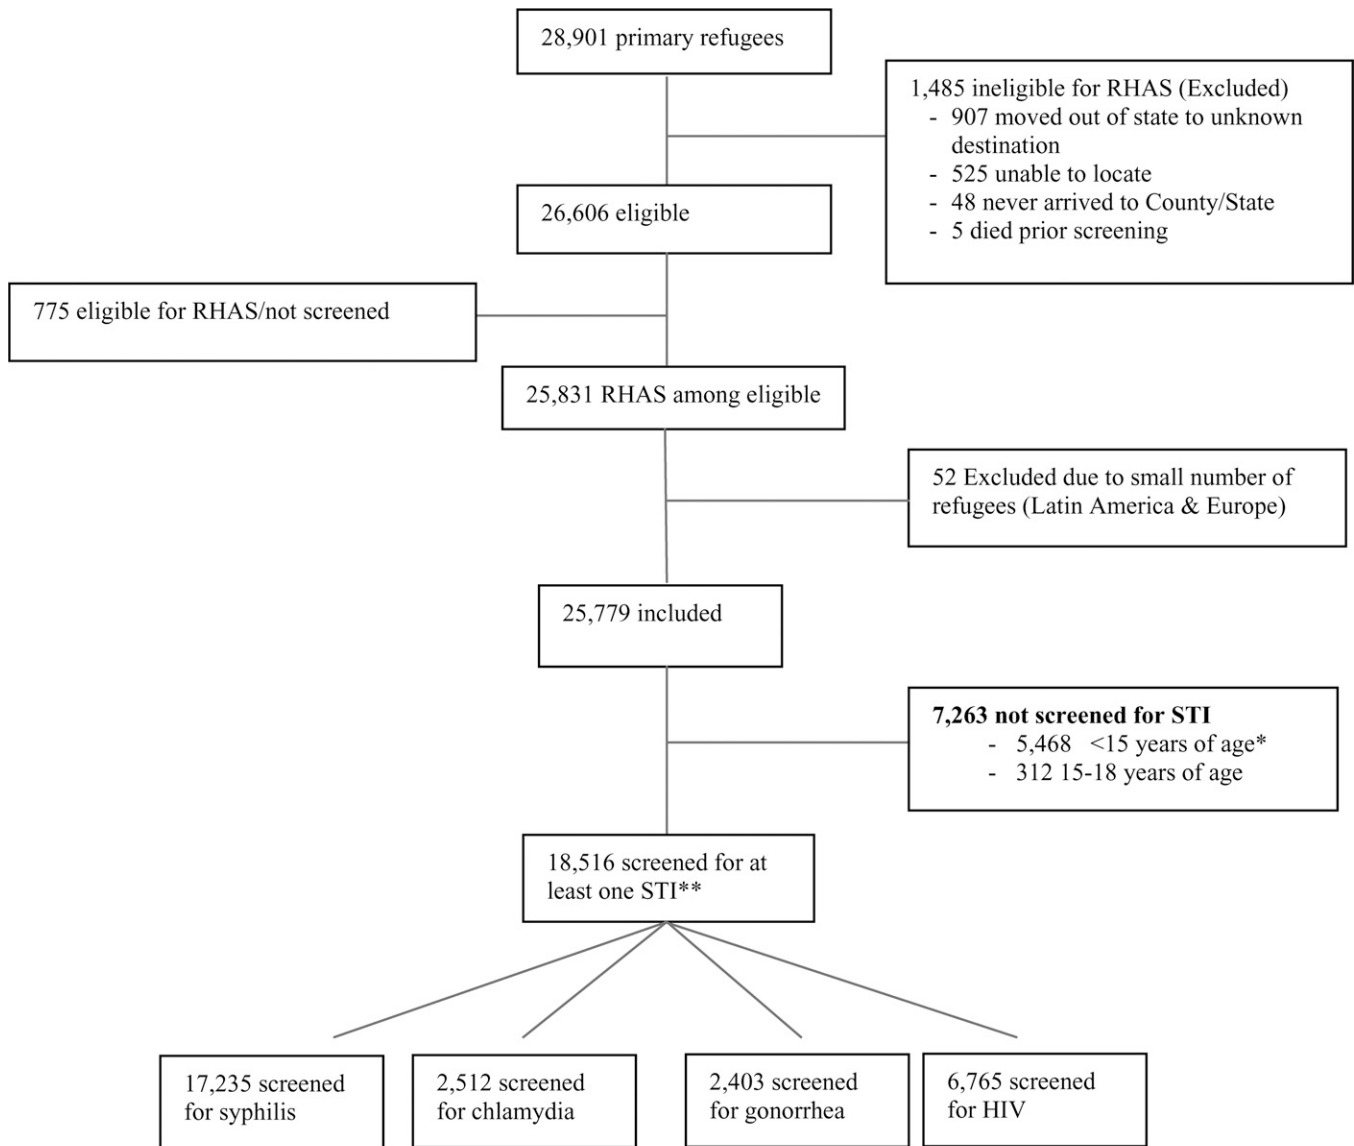 28,901 primary refugees
1,485 ineligible for RHAS (Excluded)
- 907 moved out of state to unknown
destination
- 525 unable to locate
- 48 never arrived to County/State
- 5 died prior screening
26,606 eligible
775 eligible for RHAS/not screened
25,831 RHAS among eligible
52 Excluded due to small number of
refugees (Latin America & Europe)
25,779 included
7,263 not screened for STI
- 5,468 <15 years of age*
- 312 15-18 years of age
18,516 screened for at
least one STI**
17,235 screened
for syphilis
2,512 screened
for chlamydia
2,403 screened
for gonorrhea
6,765 screened
for HIV